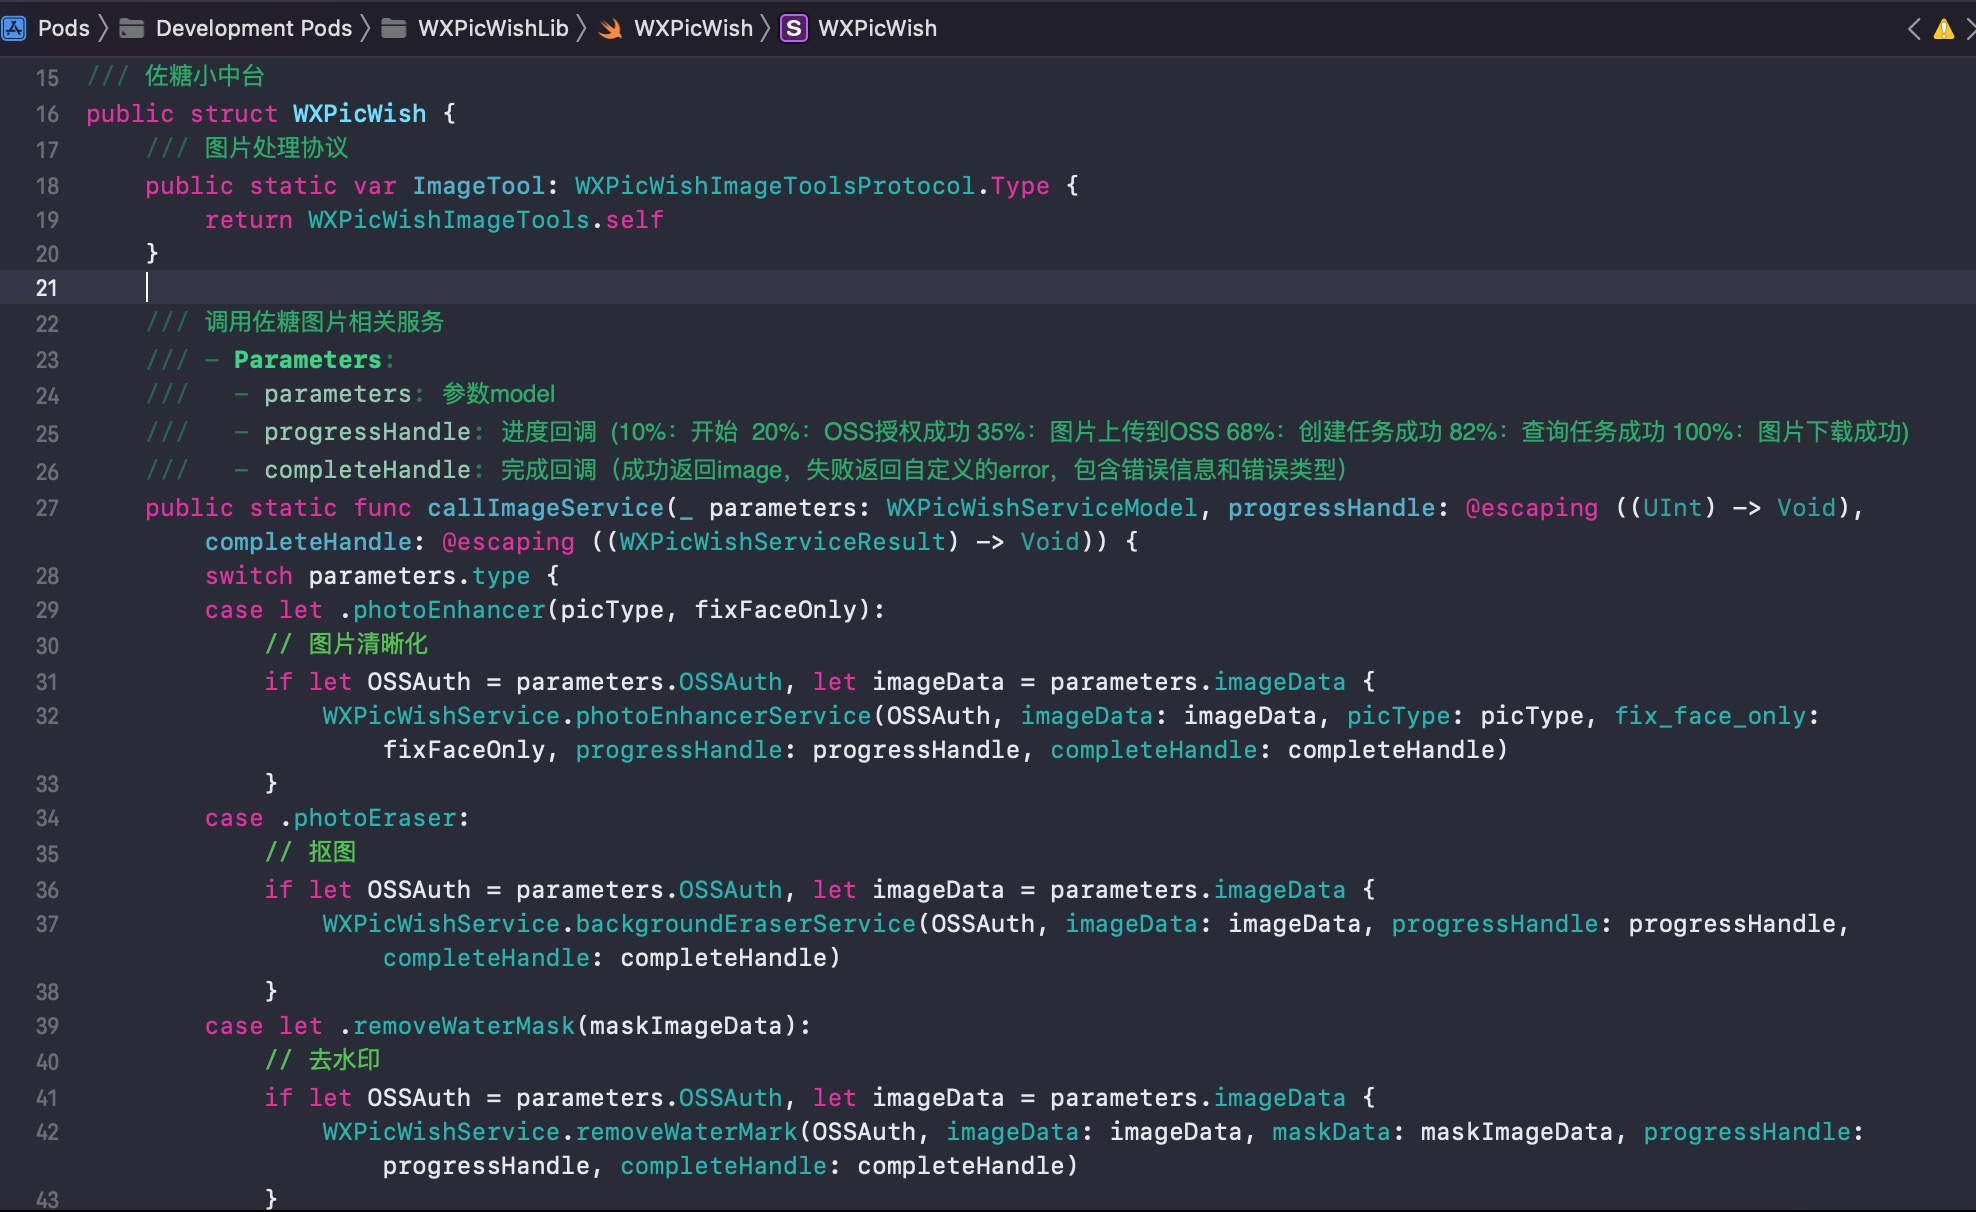 Pods 〉 Development Pods 〉 WXPicWishLib 〉 WXPicWish 〉 S WXPicWish
15 /// 佐糖小中台
16 public struct WXPicWish {
17 /// 图片处理协议
18 public static var ImageTool: WXPicWishImageToolsProtocol.Type {
19 return WXPicWishImageTools.self
20 }
21
22 /// 调用佐糖图片相关服务
23 /// - Parameters:
24 /// - parameters: 参数model
25 /// - progressHandle: 进度回调 (10%：开始 20%：OSS授权成功 35%：图片上传到OSS 68%：创建任务成功 82%：查询任务成功 100%：图片下载成功)
26 /// - completeHandle: 完成回调（成功返回image，失败返回自定义的error，包含错误信息和错误类型）
27 public static func callImageService(_ parameters: WXPicWishServiceModel, progressHandle: @escaping ((UInt) -> Void),
completeHandle: @escaping ((WXPicWishServiceResult) -> Void)) {
28 switch parameters.type {
29 case let .photoEnhancer(picType, fixFaceOnly):
30 // 图片清晰化
31 if let OSSAuth = parameters.OSSAuth, let imageData = parameters.imageData {
32 WXPicWishService.photoEnhancerService(OSSAuth, imageData: imageData, picType: picType, fix_face_only:
fixFaceOnly, progressHandle: progressHandle, completeHandle: completeHandle)
33 }
34 case .photoEraser:
35 // 抠图
36 if let OSSAuth = parameters.OSSAuth, let imageData = parameters.imageData {
37 WXPicWishService.backgroundEraserService(OSSAuth, imageData: imageData, progressHandle: progressHandle,
completeHandle: completeHandle)
38 }
39 case let .removeWaterMask(maskImageData):
40 // 去水印
41 if let OSSAuth = parameters.OSSAuth, let imageData = parameters.imageData {
42 WXPicWishService.removeWaterMark(OSSAuth, imageData: imageData, maskData: maskImageData, progressHandle:
progressHandle, completeHandle: completeHandle)
43 }